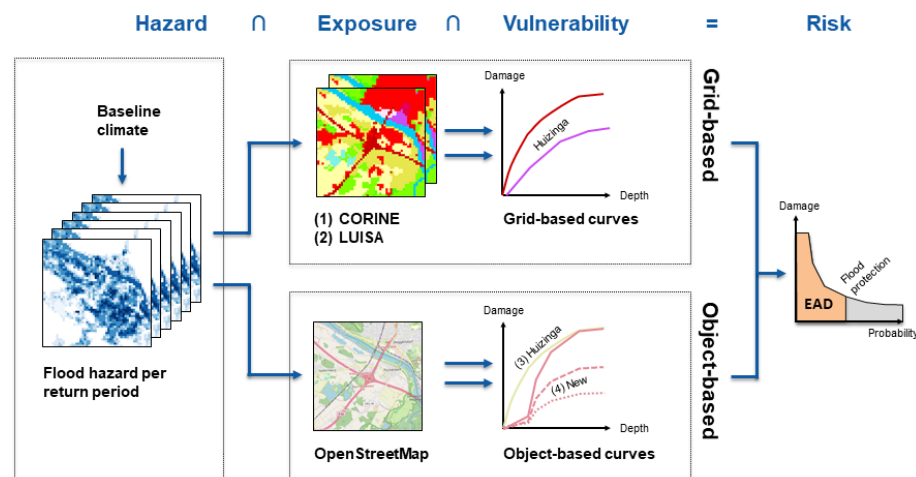 Hazard ∩ Exposure ∩ Vulnerability = Risk
Baseline
climate
Flood hazard per
return period
(1) CORINE
(2) LUISA
Damage
Huizinga
Depth
Grid-based curves
Grid-based
OpenStreetMap
Damage
(3) Huizinga
(4) New
Depth
Object-based curves
Object-based
Damage
Flood
protection
EAD
Probability